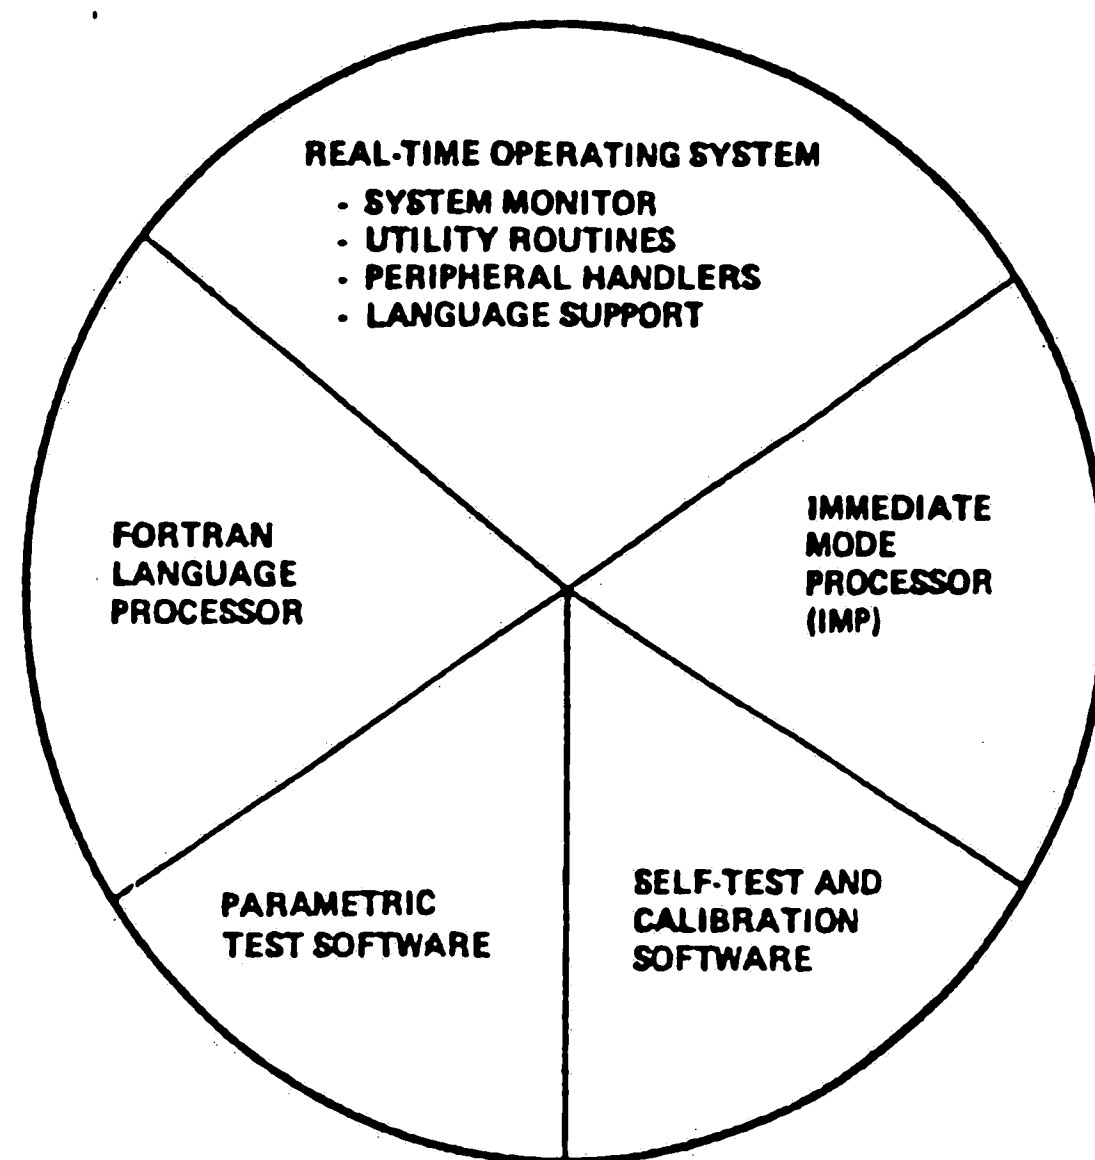 REAL-TIME OPERATING SYSTEM
- SYSTEM MONITOR
- UTILITY ROUTINES
- PERIPHERAL HANDLERS
- LANGUAGE SUPPORT
FORTRAN
LANGUAGE
PROCESSOR
IMMEDIATE
MODE
PROCESSOR
(IMP)
PARAMETRIC
TEST SOFTWARE
SELF-TEST AND
CALIBRATION
SOFTWARE